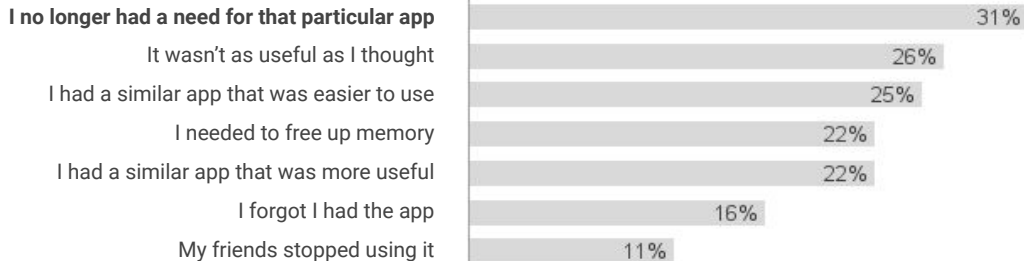 I no longer had a need for that particular app 31%
It wasn’t as useful as I thought 26%
I had a similar app that was easier to use 25%
I needed to free up memory 22%
I had a similar app that was more useful 22%
I forgot I had the app 16%
My friends stopped using it 11%